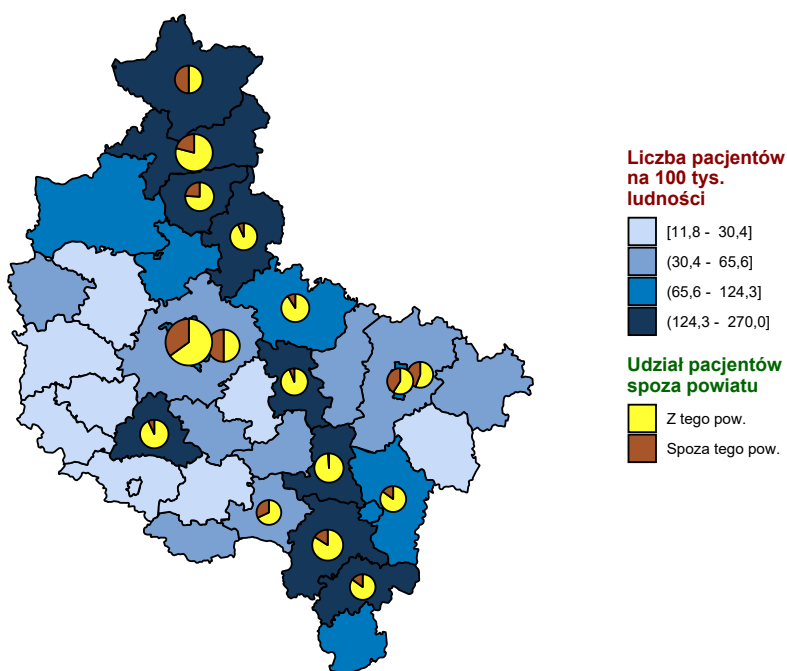 Liczba pacjentów
na 100 tys.
ludności
[11,8 - 30,4]
(30,4 - 65,6]
(65,6 - 124,3]
(124,3 - 270,0]
Udział pacjentów
spoza powiatu
Z tego pow.
Spoza tego pow.